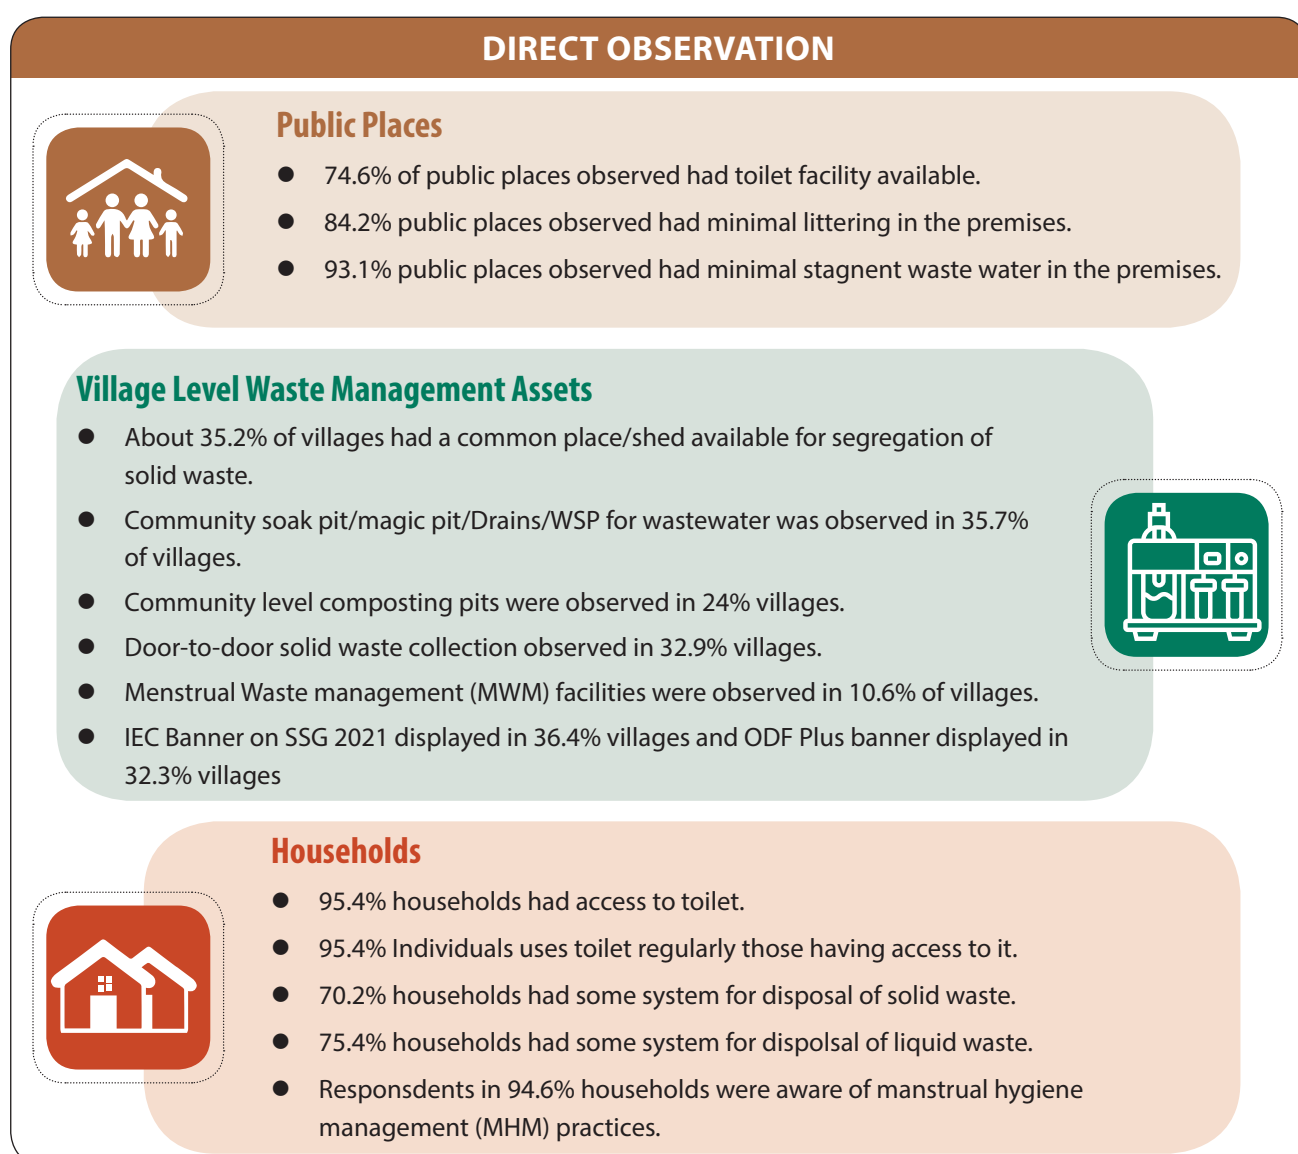 DIRECT OBSERVATION
Public Places
● 74.6% of public places observed had toilet facility available.
● 84.2% public places observed had minimal littering in the premises.
● 93.1% public places observed had minimal stagnent waste water in the premises.
Village Level Waste Management Assets
● About 35.2% of villages had a common place/shed available for segregation of
solid waste.
● Community soak pit/magic pit/Drains/WSP for wastewater was observed in 35.7%
of villages.
● Community level composting pits were observed in 24% villages.
● Door-to-door solid waste collection observed in 32.9% villages.
● Menstrual Waste management (MWM) facilities were observed in 10.6% of villages.
● IEC Banner on SSG 2021 displayed in 36.4% villages and ODF Plus banner displayed in
32.3% villages
Households
● 95.4% households had access to toilet.
● 95.4% Individuals uses toilet regularly those having access to it.
● 70.2% households had some system for disposal of solid waste.
● 75.4% households had some system for dispolsal of liquid waste.
● Responsdents in 94.6% households were aware of manstrual hygiene
management (MHM) practices.